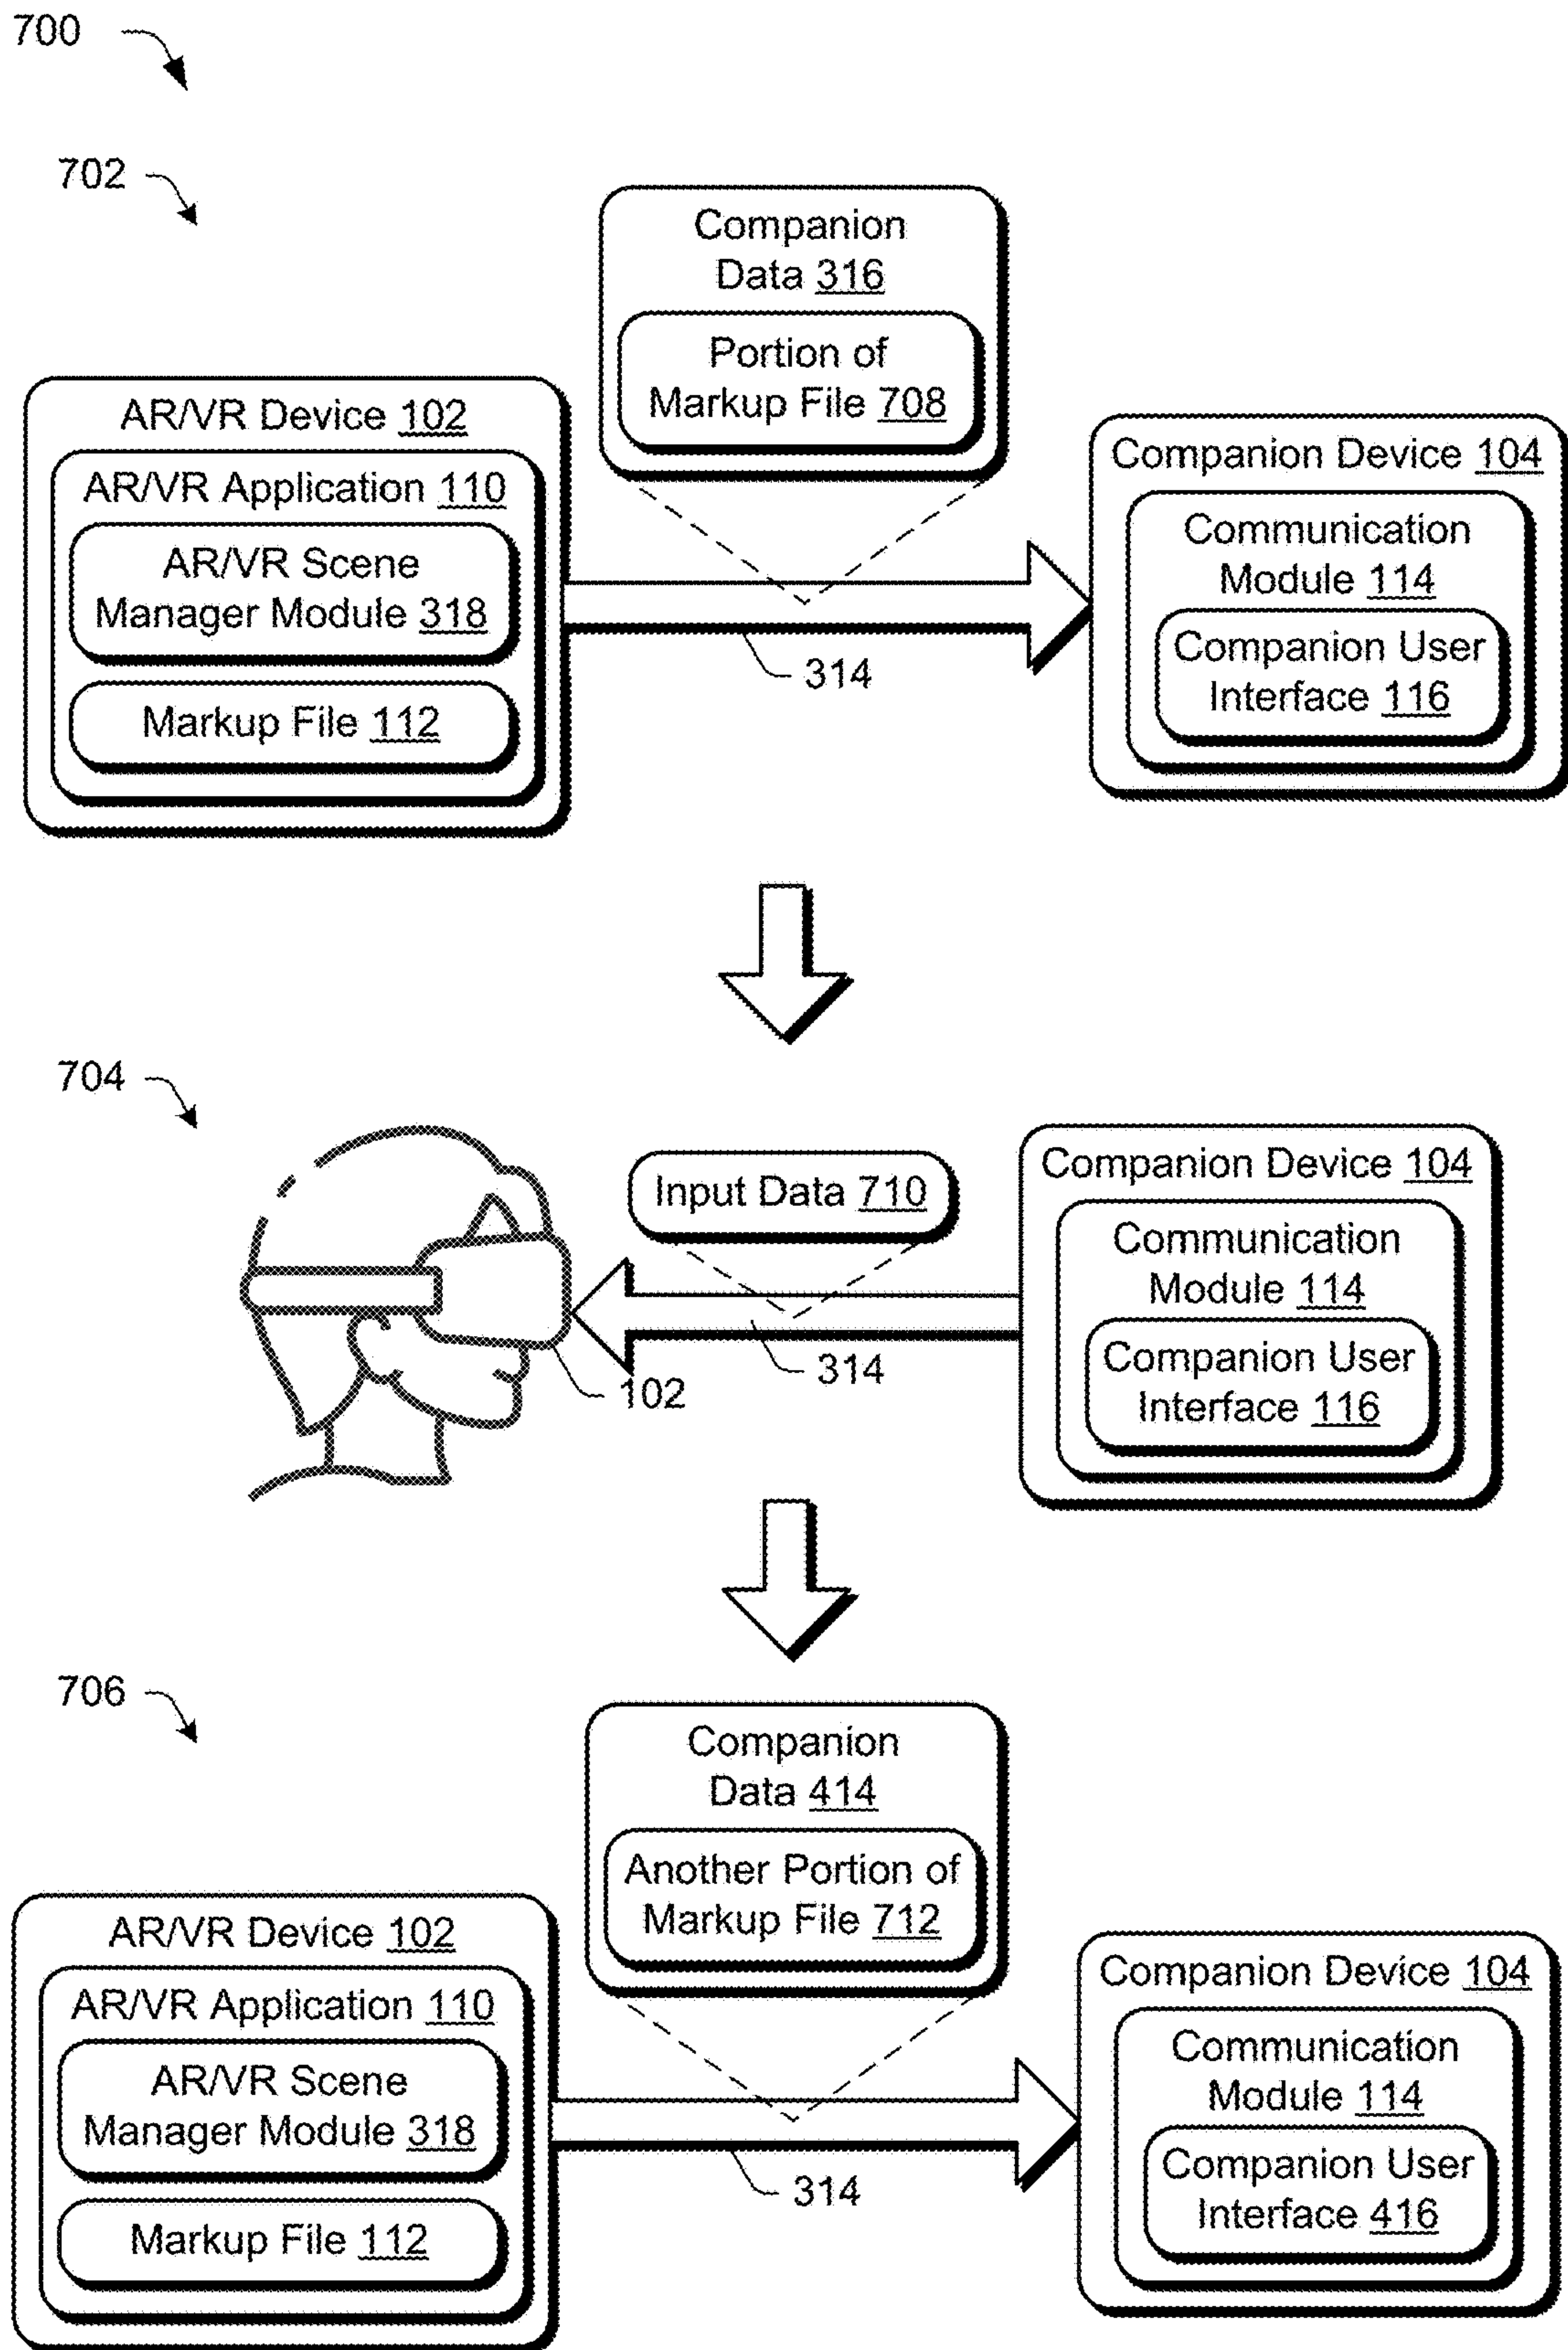 700
702
Companion
Data 316
Portion of
Markup File 708
AR/VR Device 102
AR/VR Application 110
AR/VR Scene
Manager Module 318
Markup File 112
314
Companion Device 104
Communication
Module 114
Companion User
Interface 116
704
Input Data 710
314
102
Companion Device 104
Communication
Module 114
Companion User
Interface 116
706
Companion
Data 414
Another Portion of
Markup File 712
AR/VR Device 102
AR/VR Application 110
AR/VR Scene
Manager Module 318
Markup File 112
314
Companion Device 104
Communication
Module 114
Companion User
Interface 416